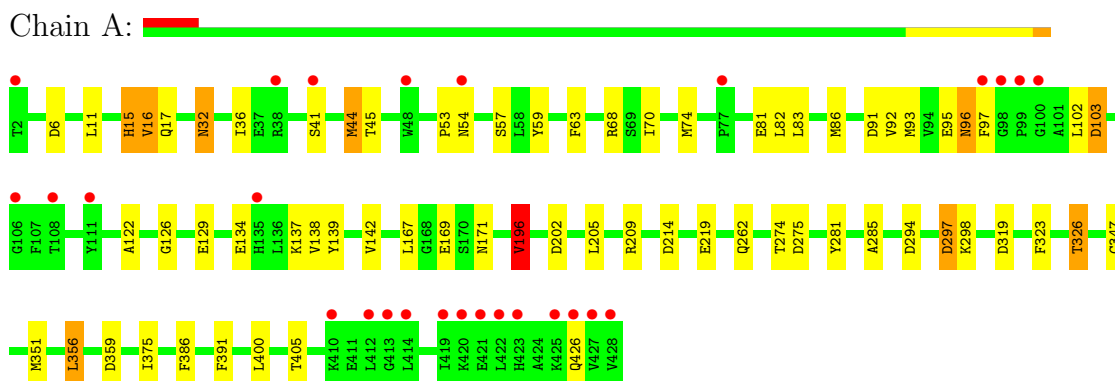 Chain A:
T2 D6 L11 H15 V16 Q17 N32 I36 E37 R38 S41 M44 T45 W48 P53 N54 S57 L58 Y59 F63 R68 S69 I70 M74 P77 E81 L82 L83 M86 D91 V92 M93 V94 E95 N96 F97 G98 P99 G100 A101 L102 D103
G106 F107 T108 Y111 A122 G126 E129 E134 H135 L136 K137 V138 Y139 V142 L167 G168 E169 S170 N171 V196 D202 L205 R209 D214 E219 Q262 T274 D275 Y281 A285 D294 D297 K298 D319 F323 T326
M351 L356 D359 I375 F386 F391 L400 T405 K410 E411 L412 G413 L414 I419 K420 E421 L422 H423 A424 K425 Q426 V427 V428